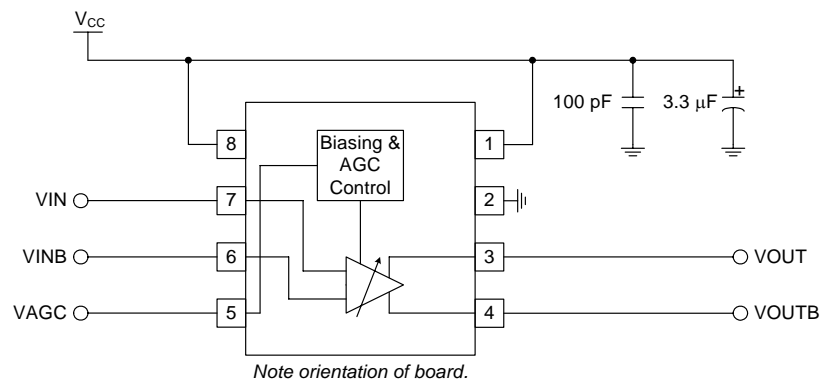 VCC
100 pF
3.3 μF
+
8
Biasing &
AGC
Control
1
VIN
7
2
VINB
6
3
VOUT
VAGC
5
4
VOUTB
Note orientation of board.